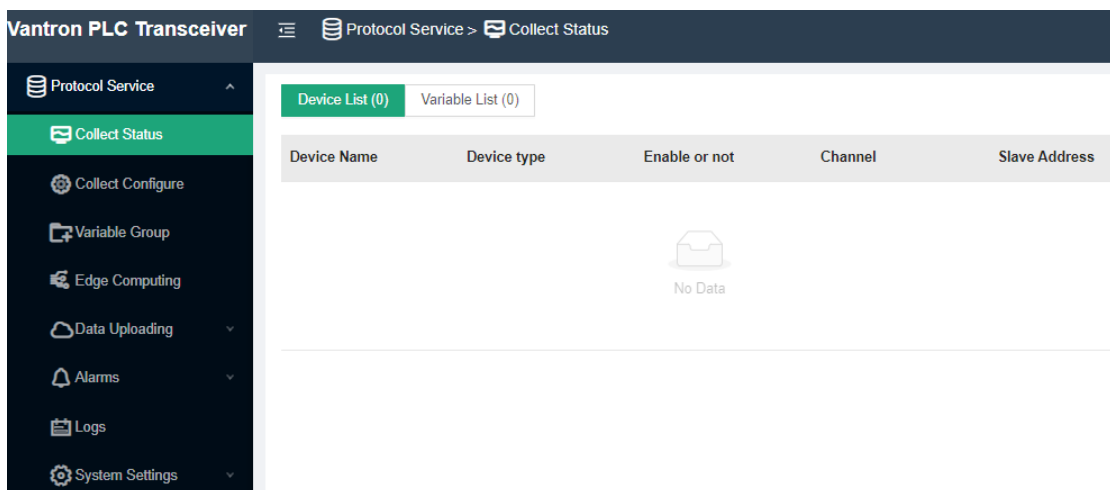 Vantron PLC Transceiver
Protocol Service > Collect Status
Protocol Service
Collect Status
Collect Configure
Variable Group
Edge Computing
Data Uploading
Alarms
Logs
System Settings
Device List (0) Variable List (0)
Device Name Device type Enable or not Channel Slave Address
No Data